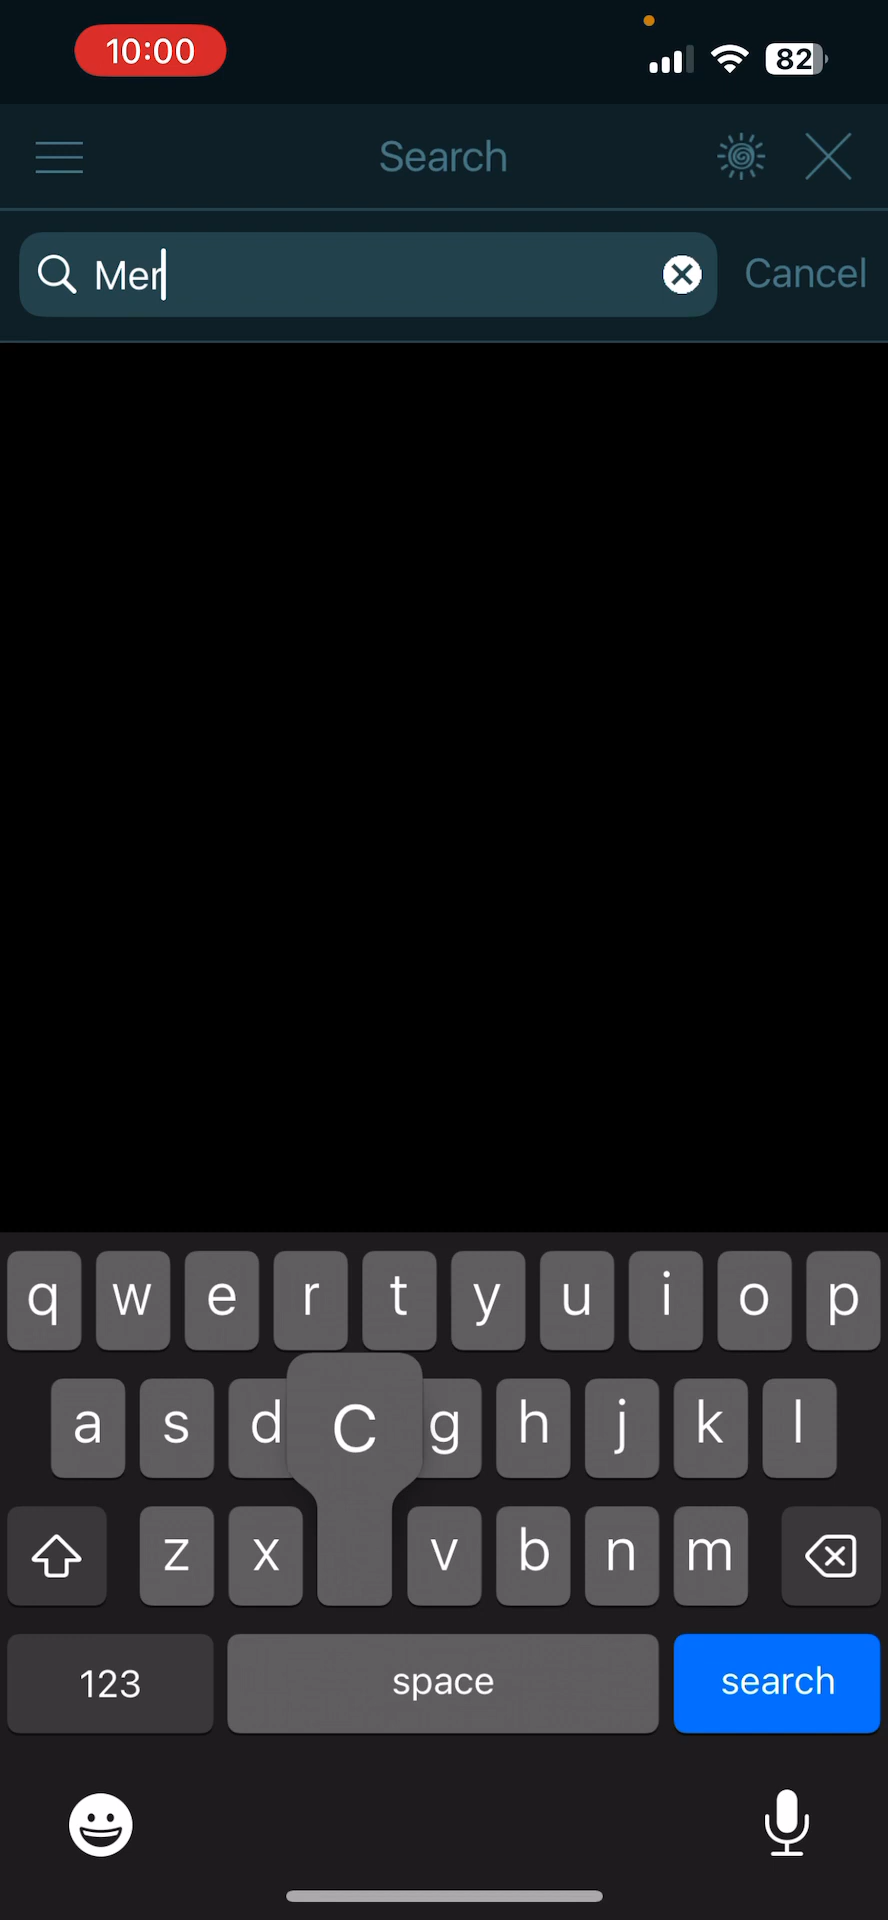 10:00
82
Search
Mer
Cancel
q w e r t y u i o p
a s d c g h j k l
z x v b n m
123 space search